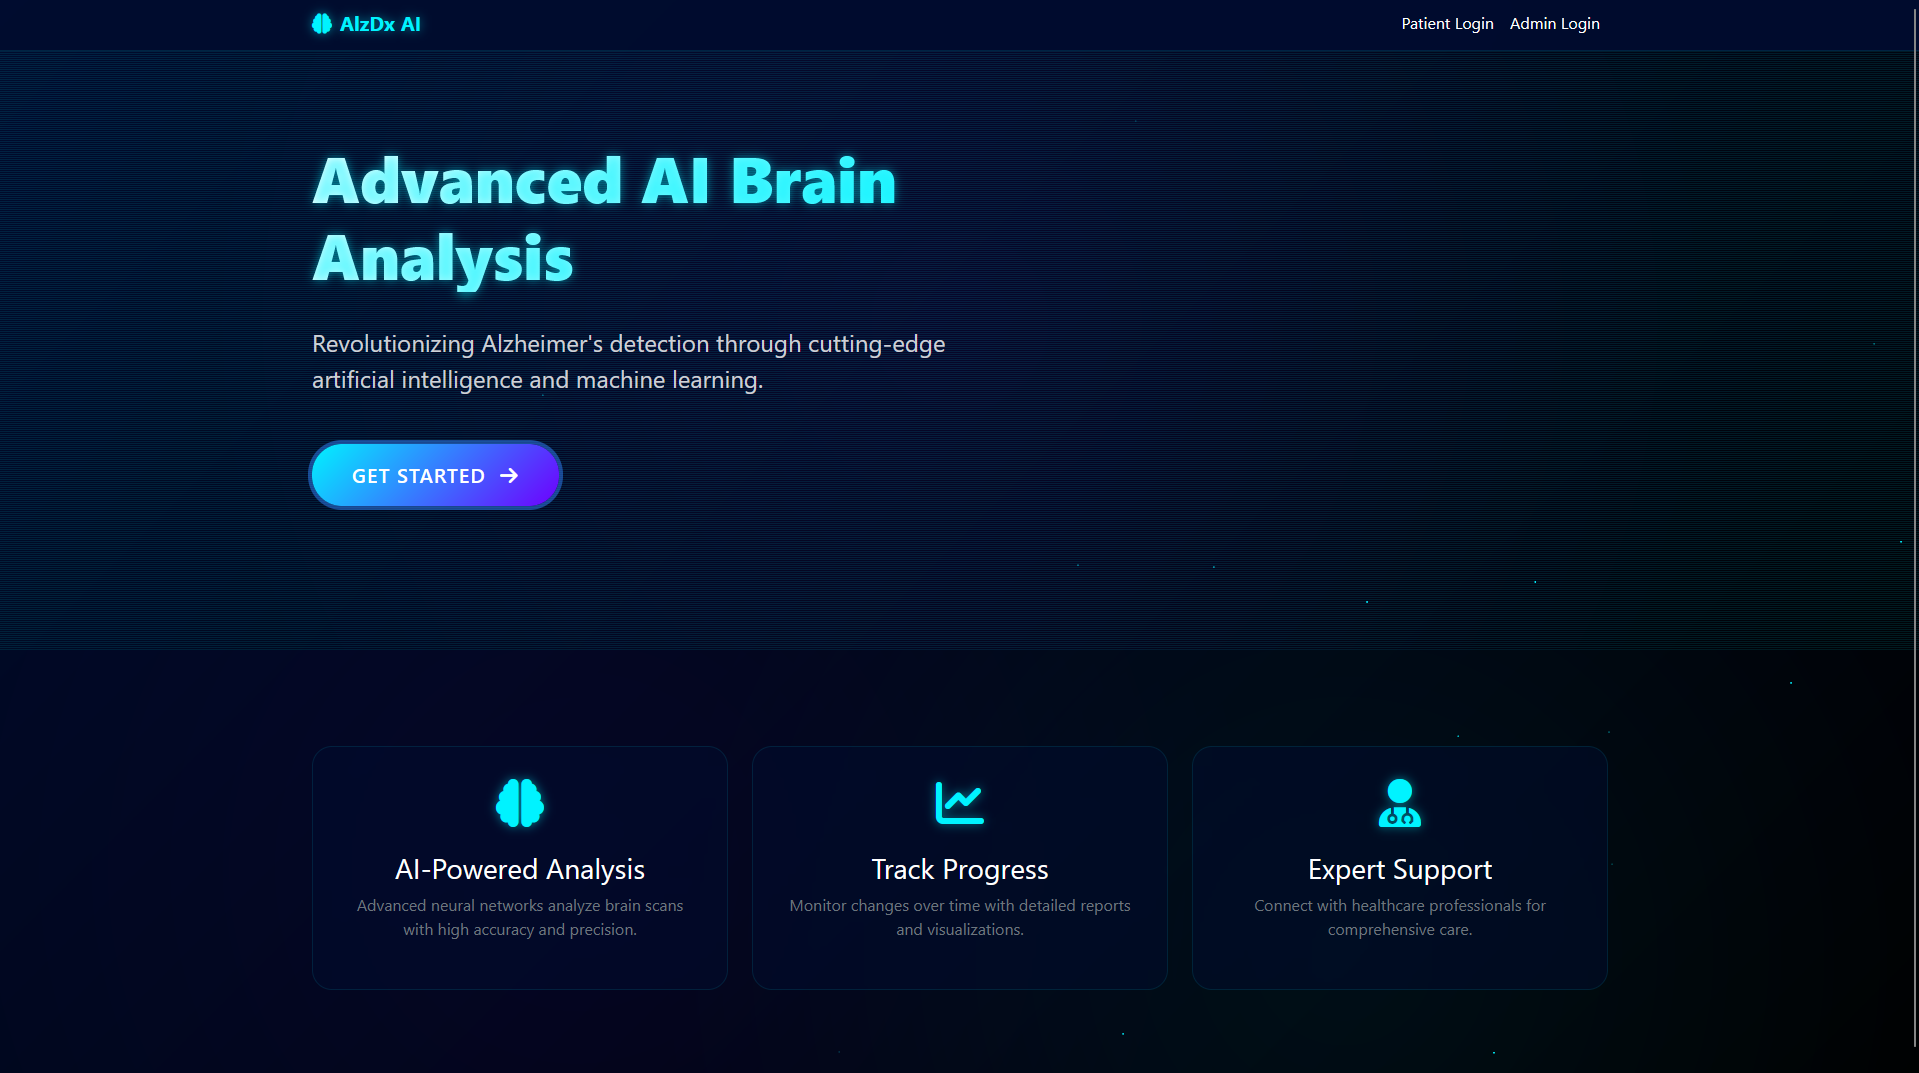 AlzDx AI
Patient Login
Admin Login
Advanced AI Brain
Analysis
Revolutionizing Alzheimer's detection through cutting-edge
artificial intelligence and machine learning.
GET STARTED
AI-Powered Analysis
Advanced neural networks analyze brain scans
with high accuracy and precision.
Track Progress
Monitor changes over time with detailed reports
and visualizations.
Expert Support
Connect with healthcare professionals for
comprehensive care.